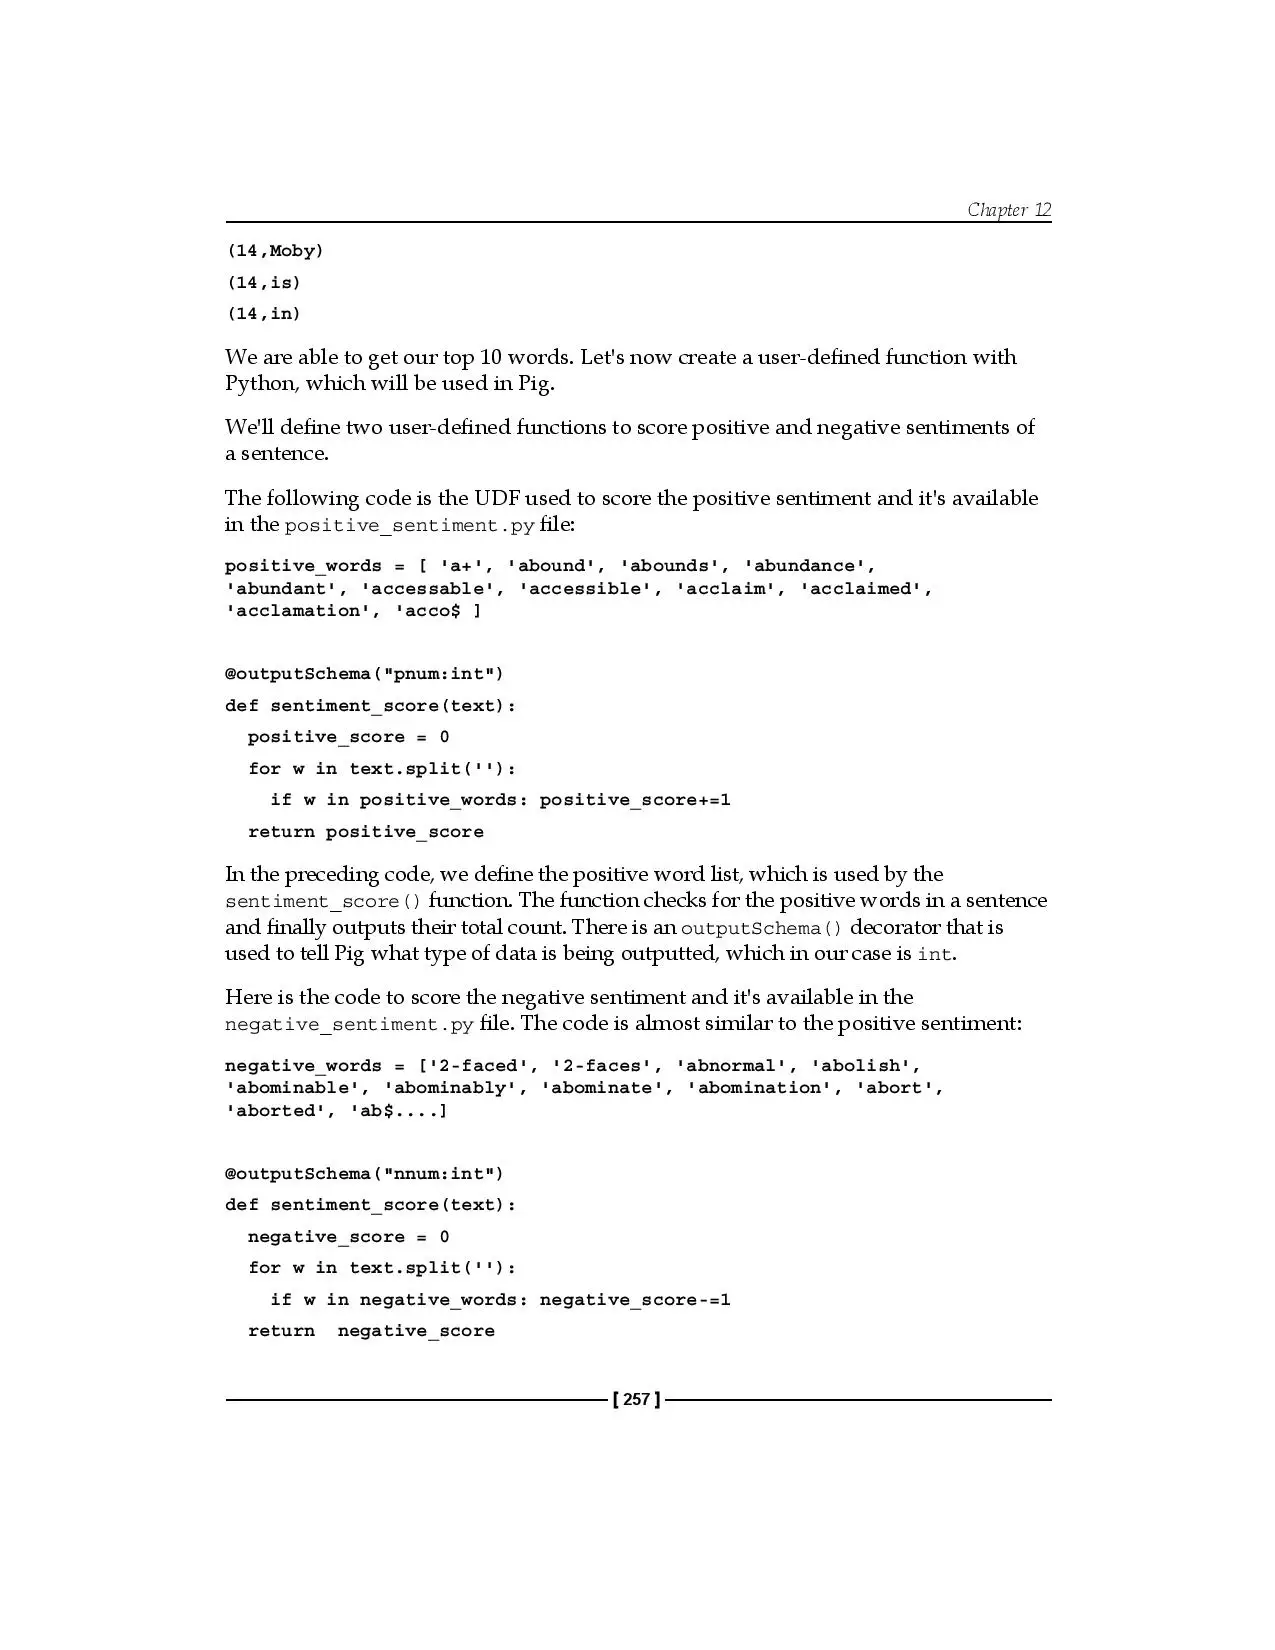 Chapter 12
(14,Moby)
(14,is)
(14,in)
We are able to get our top 10 words. Let's now create a user-defined function with
Python, which will be used in Pig.
We'll define two user-defined functions to score positive and negative sentiments of
a sentence.
The following code is the UDF used to score the positive sentiment and it's available
in the positive_sentiment.py file:
positive_words = [ 'a+', 'abound', 'abounds', 'abundance',
'abundant', 'accessable', 'accessible', 'acclaim', 'acclaimed',
'acclamation', 'acco$ ]
@outputSchema("pnum:int")
def sentiment_score(text):
  positive_score = 0
  for w in text.split(''):
    if w in positive_words: positive_score+=1
  return positive_score
In the preceding code, we define the positive word list, which is used by the
sentiment_score() function. The function checks for the positive words in a sentence
and finally outputs their total count. There is an outputSchema() decorator that is
used to tell Pig what type of data is being outputted, which in our case is int.
Here is the code to score the negative sentiment and it's available in the
negative_sentiment.py file. The code is almost similar to the positive sentiment:
negative_words = ['2-faced', '2-faces', 'abnormal', 'abolish',
'abominable', 'abominably', 'abominate', 'abomination', 'abort',
'aborted', 'ab$....]
@outputSchema("nnum:int")
def sentiment_score(text):
  negative_score = 0
  for w in text.split(''):
    if w in negative_words: negative_score-=1
  return  negative_score
[ 257 ]